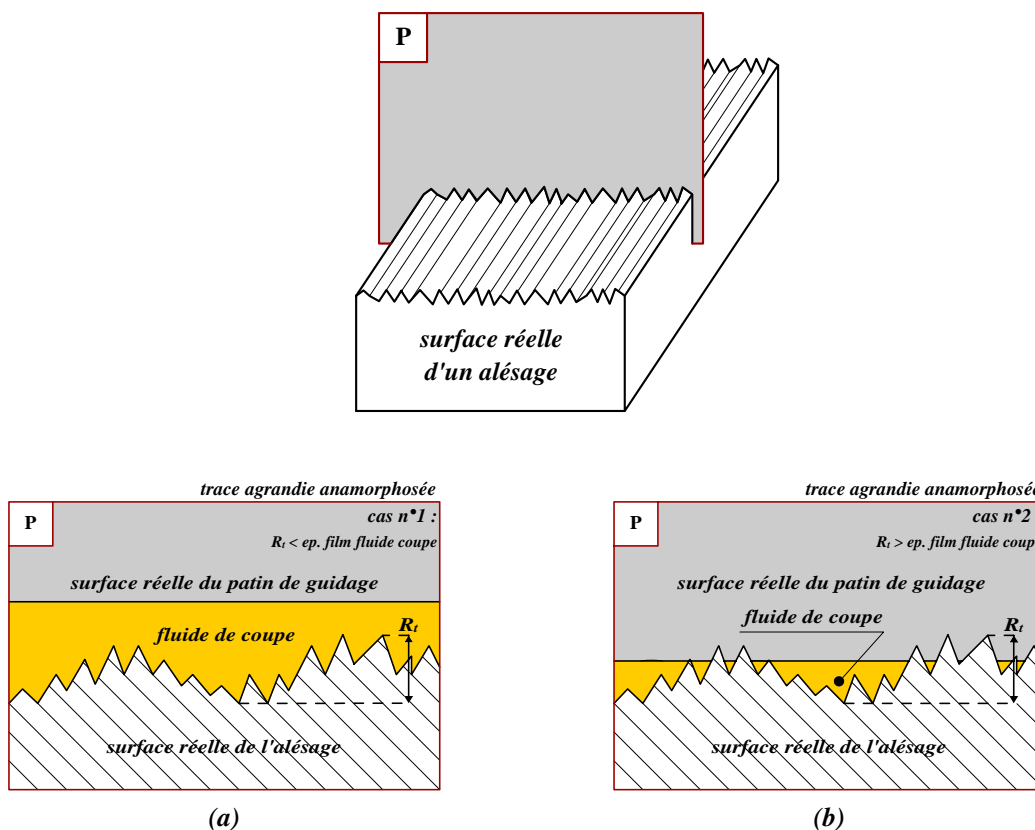 P
surface réelle
d'un alésage
trace agrandie anamorphosée
P
cas n°1 :
Rt < ep. film fluide coupe
surface réelle du patin de guidage
fluide de coupe
Rt
surface réelle de l'alésage
(a)
trace agrandie anamorphosée
P
cas n°2
Rt > ep. film fluide coup
surface réelle du patin de guidage
fluide de coupe
Rt
surface réelle de l'alésage
(b)